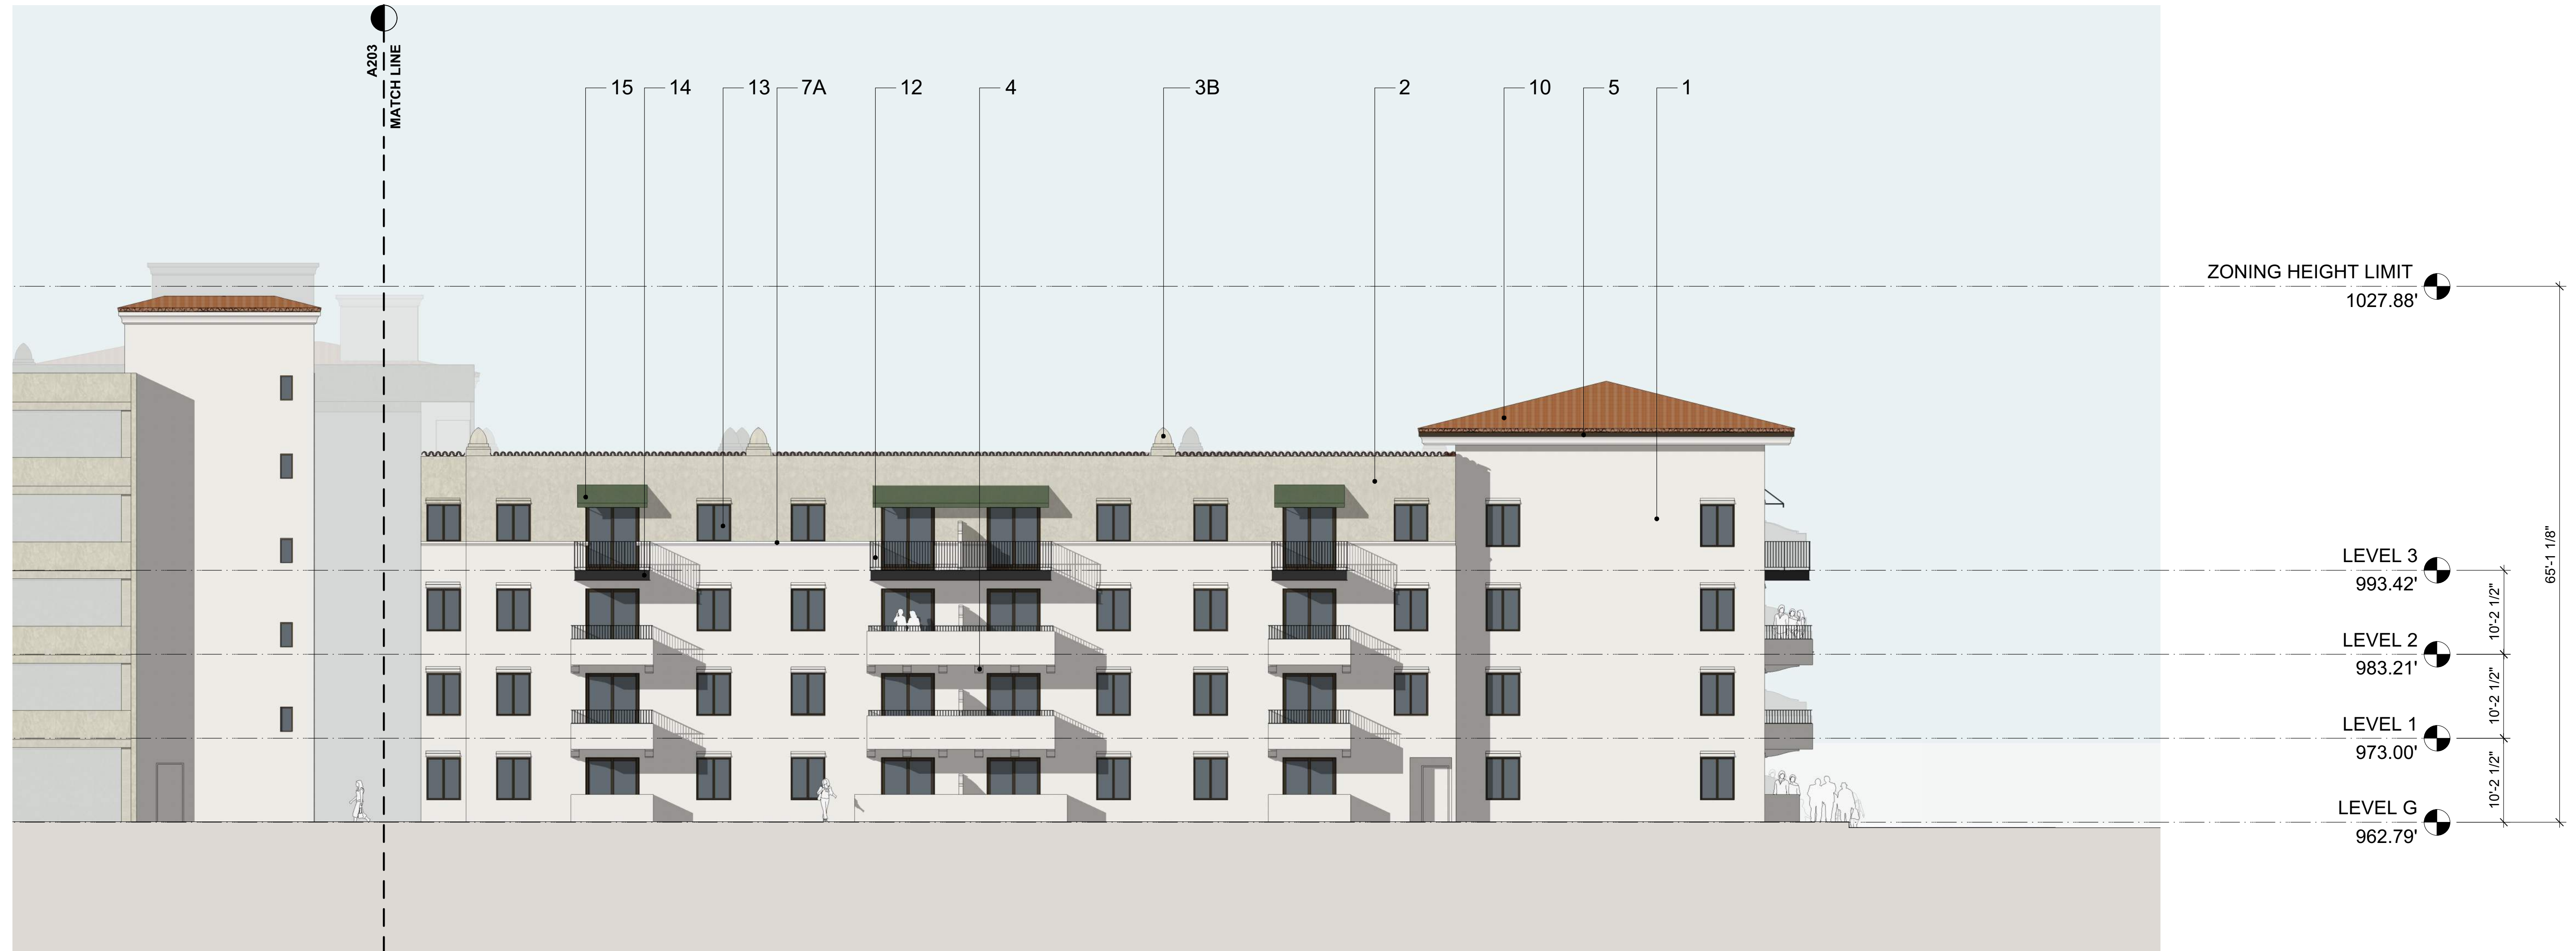 A203
MATCH LINE
15
14
13
7A
12
4
3B
2
10
5
1
ZONING HEIGHT LIMIT
1027.88'
LEVEL 3
993.42'
LEVEL 2
983.21'
LEVEL 1
973.00'
LEVEL G
962.79'
10'-2 1/2"
10'-2 1/2"
10'-2 1/2"
65'-1 1/8"